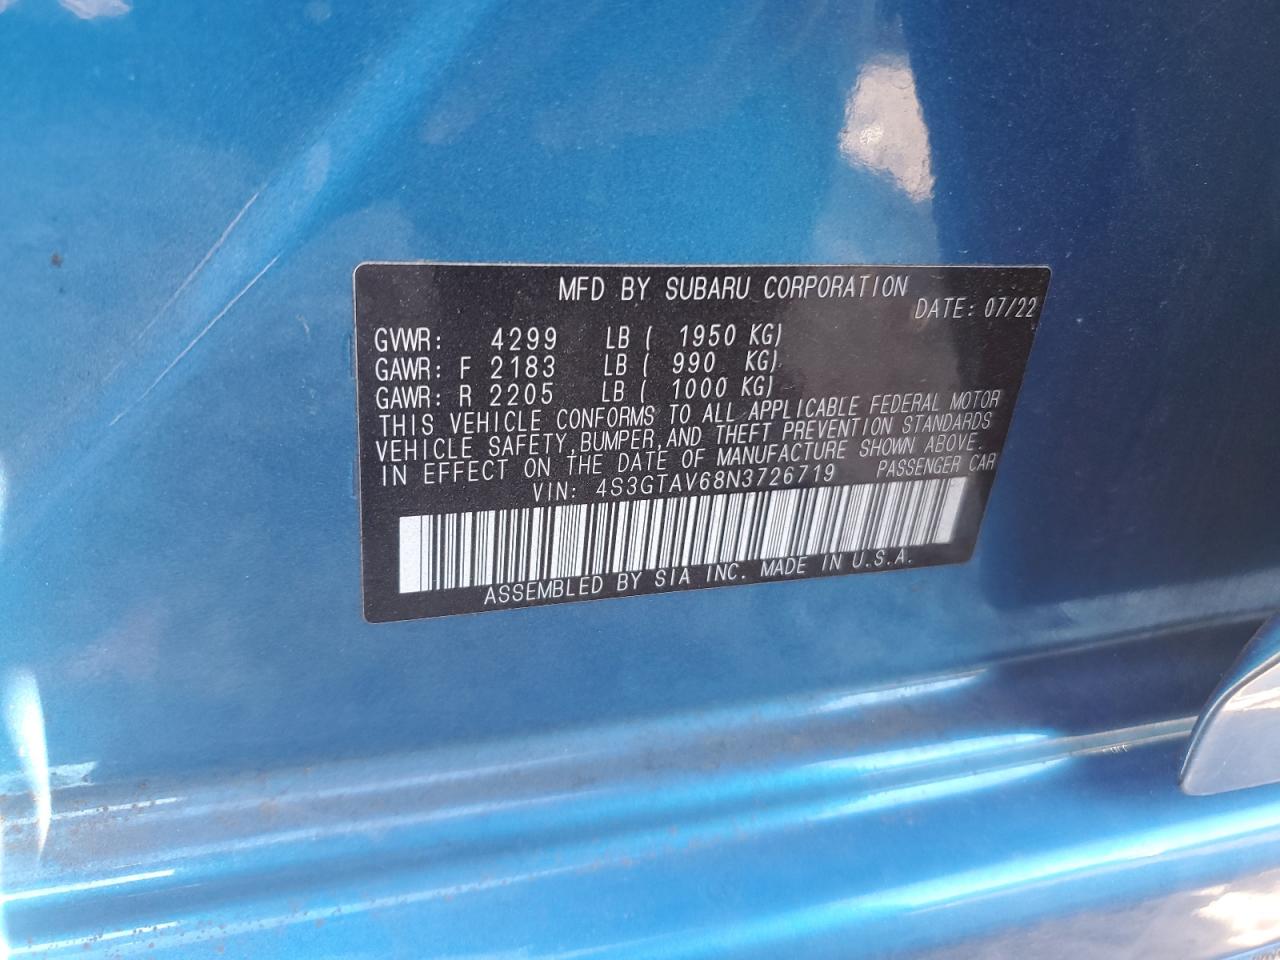 MFD BY SUBARU CORPORATION
DATE: 07/22
GVWR: 4299 LB ( 1950 KG)
GAWR: F 2183 LB ( 990 KG)
GAWR: R 2205 LB ( 1000 KG)
THIS VEHICLE CONFORMS TO ALL APPLICABLE FEDERAL MOTOR
VEHICLE SAFETY,BUMPER,AND THEFT PREVENTION STANDARDS
IN EFFECT ON THE DATE OF MANUFACTURE SHOWN ABOVE.
VIN: 4S3GTAV68N3726719 PASSENGER CAR
ASSEMBLED BY SIA INC. MADE IN U.S.A.